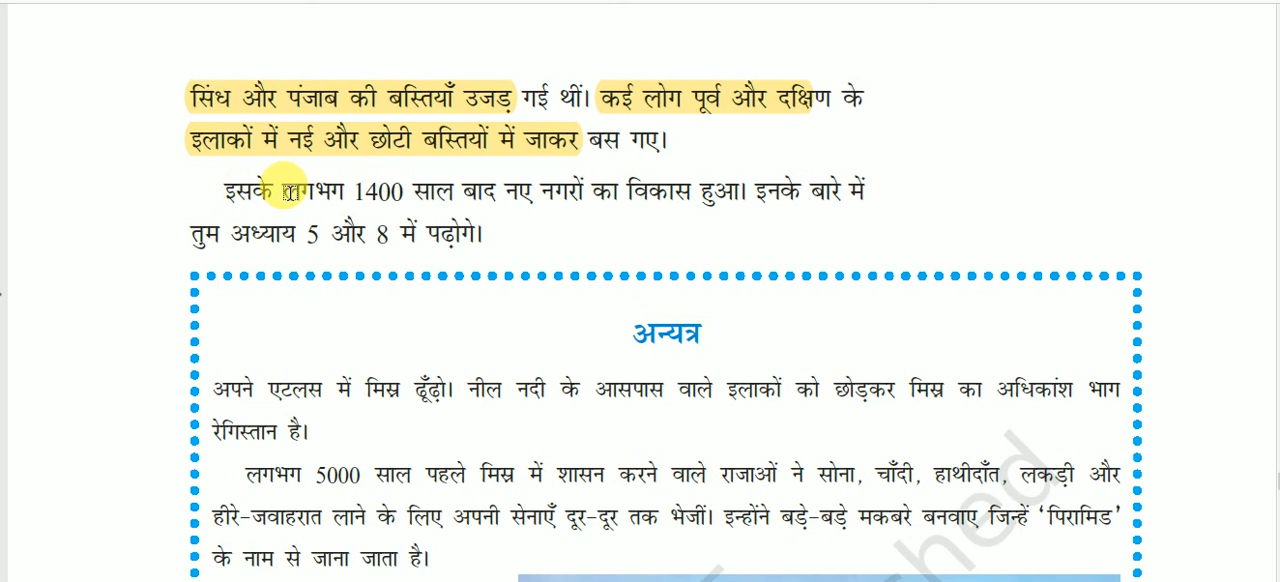 सिंध और पंजाब की बस्तियाँ उजड़ गई थीं। कई लोग पूर्व और दक्षिण के
इलाकों में नई और छोटी बस्तियों में जाकर बस गए।
इसके लगभग 1400 साल बाद नए नगरों का विकास हुआ। इनके बारे में
तुम अध्याय 5 और 8 में पढ़ोगे।
अन्यत्र
अपने एटलस में मिस्र ढूँढ़ो। नील नदी के आसपास वाले इलाकों को छोड़कर मिस्र का अधिकांश भाग
रेगिस्तान है।
लगभग 5000 साल पहले मिस्र में शासन करने वाले राजाओं ने सोना, चाँदी, हाथीदाँत, लकड़ी और
हीरे-जवाहरात लाने के लिए अपनी सेनाएँ दूर-दूर तक भेजीं। इन्होंने बड़े-बड़े मकबरे बनवाए जिन्हें ‘पिरामिड’
के नाम से जाना जाता है।